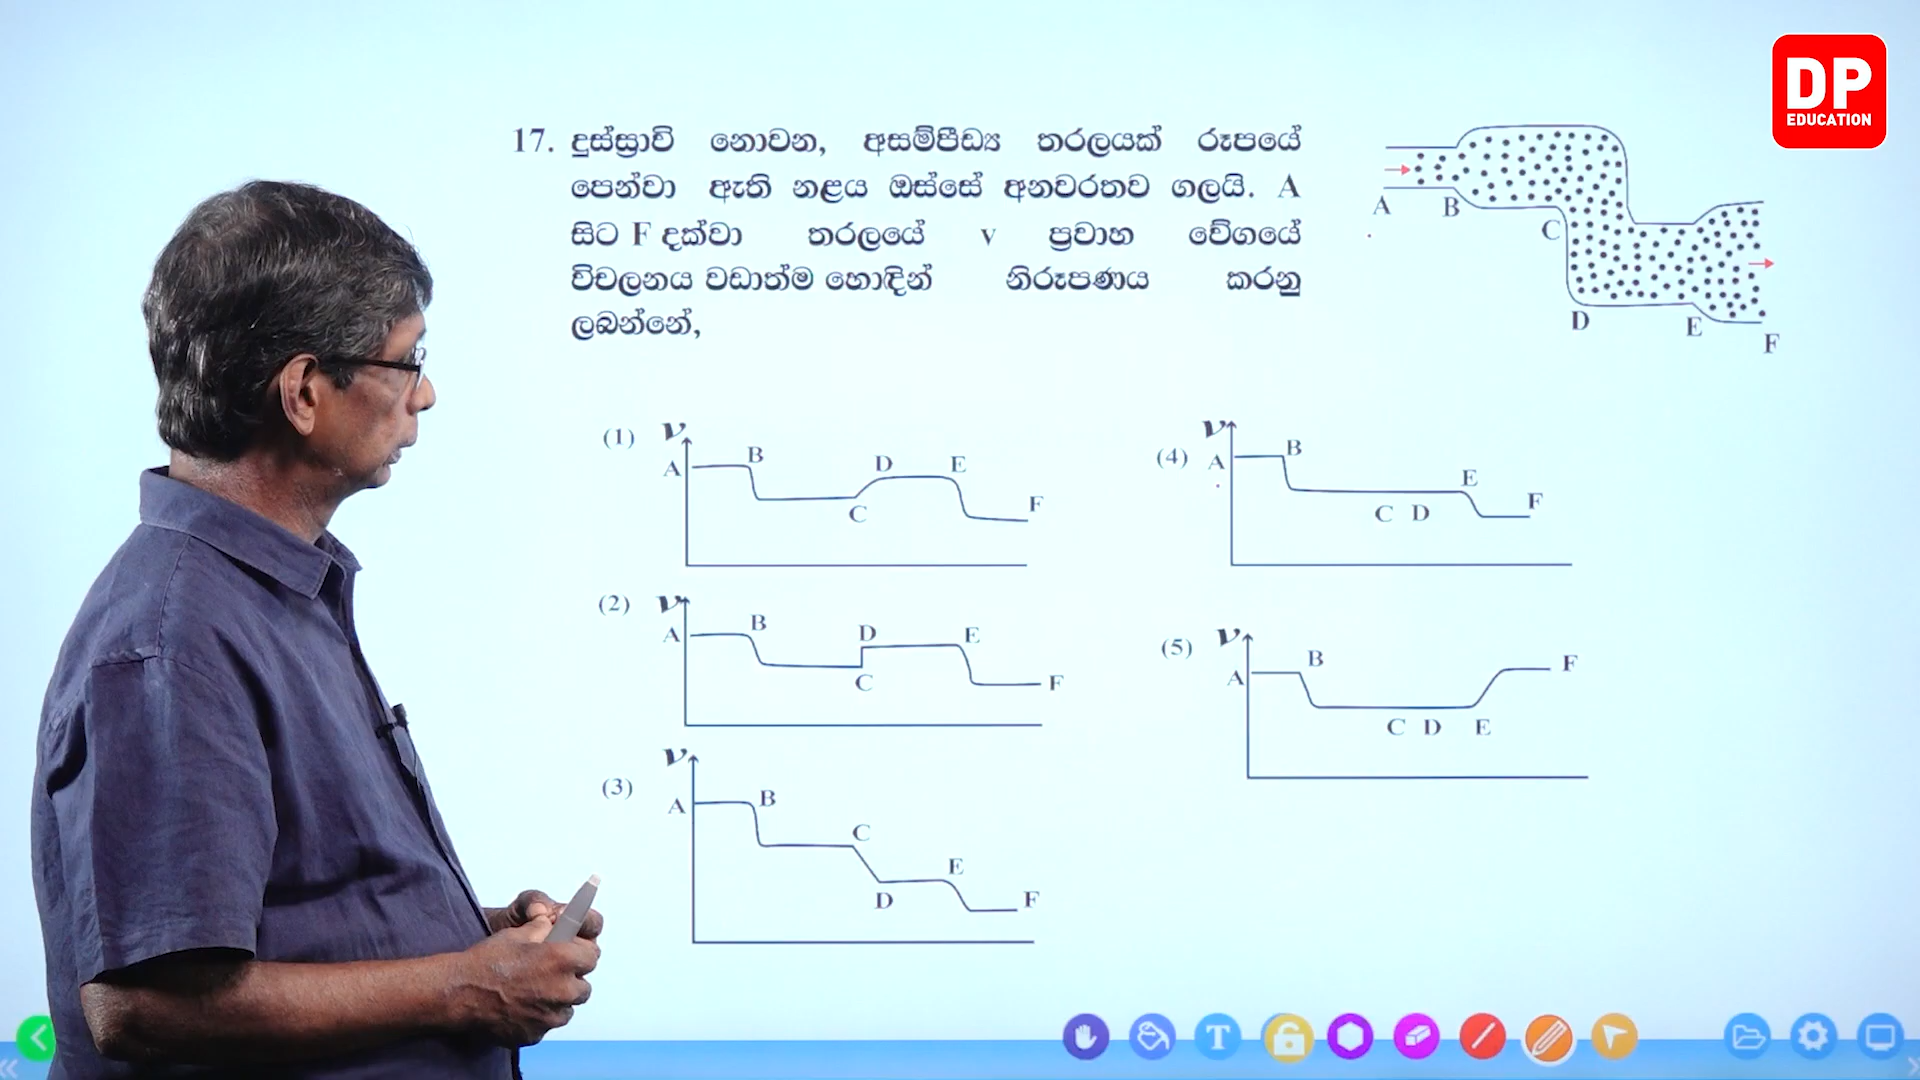 DP
EDUCATION
17. දුස්ස්‍රාවි නොවන, අසම්පීඩ්‍ය තරලයක් රූපයේ
පෙන්වා ඇති නළය ඔස්සේ අනවරතව ගලයි. A
සිට F දක්වා තරලයේ v ප්‍රවාහ වේගයේ
විචලනය වඩාත්ම හොඳින් නිරූපණය කරනු
ලබන්නේ,
A B C D E F
(1) v A B C D E F
(4) v A B C D E F
(2) v A B C D E F
(5) v A B C D E F
(3) v A B C D E F
T